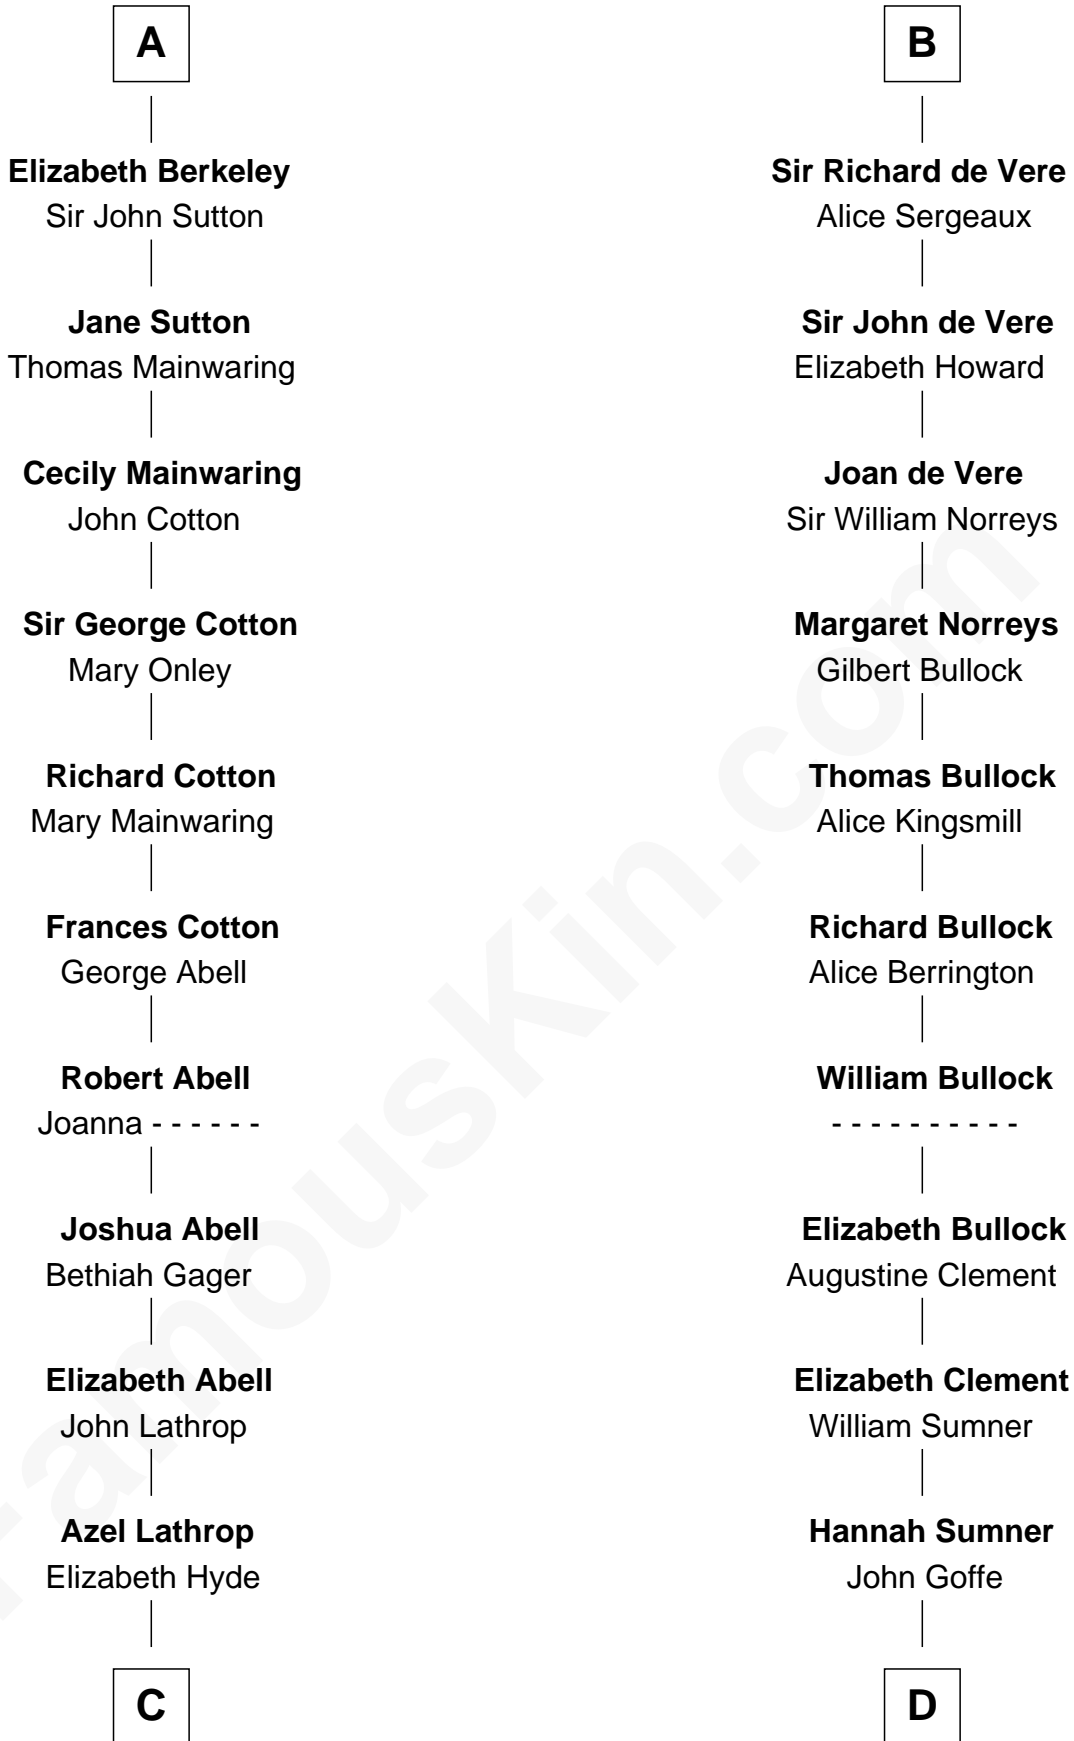 A
Elizabeth Berkeley
Sir John Sutton
Jane Sutton
Thomas Mainwaring
Cecily Mainwaring
John Cotton
Sir George Cotton
Mary Onley
Richard Cotton
Mary Mainwaring
Frances Cotton
George Abell
Robert Abell
Joanna - - - - - -
Joshua Abell
Bethiah Gager
Elizabeth Abell
John Lathrop
Azel Lathrop
Elizabeth Hyde
C
B
Sir Richard de Vere
Alice Sergeaux
Sir John de Vere
Elizabeth Howard
Joan de Vere
Sir William Norreys
Margaret Norreys
Gilbert Bullock
Thomas Bullock
Alice Kingsmill
Richard Bullock
Alice Berrington
William Bullock
- - - - - - - - - -
Elizabeth Bullock
Augustine Clement
Elizabeth Clement
William Sumner
Hannah Sumner
John Goffe
D
FamousKin.com